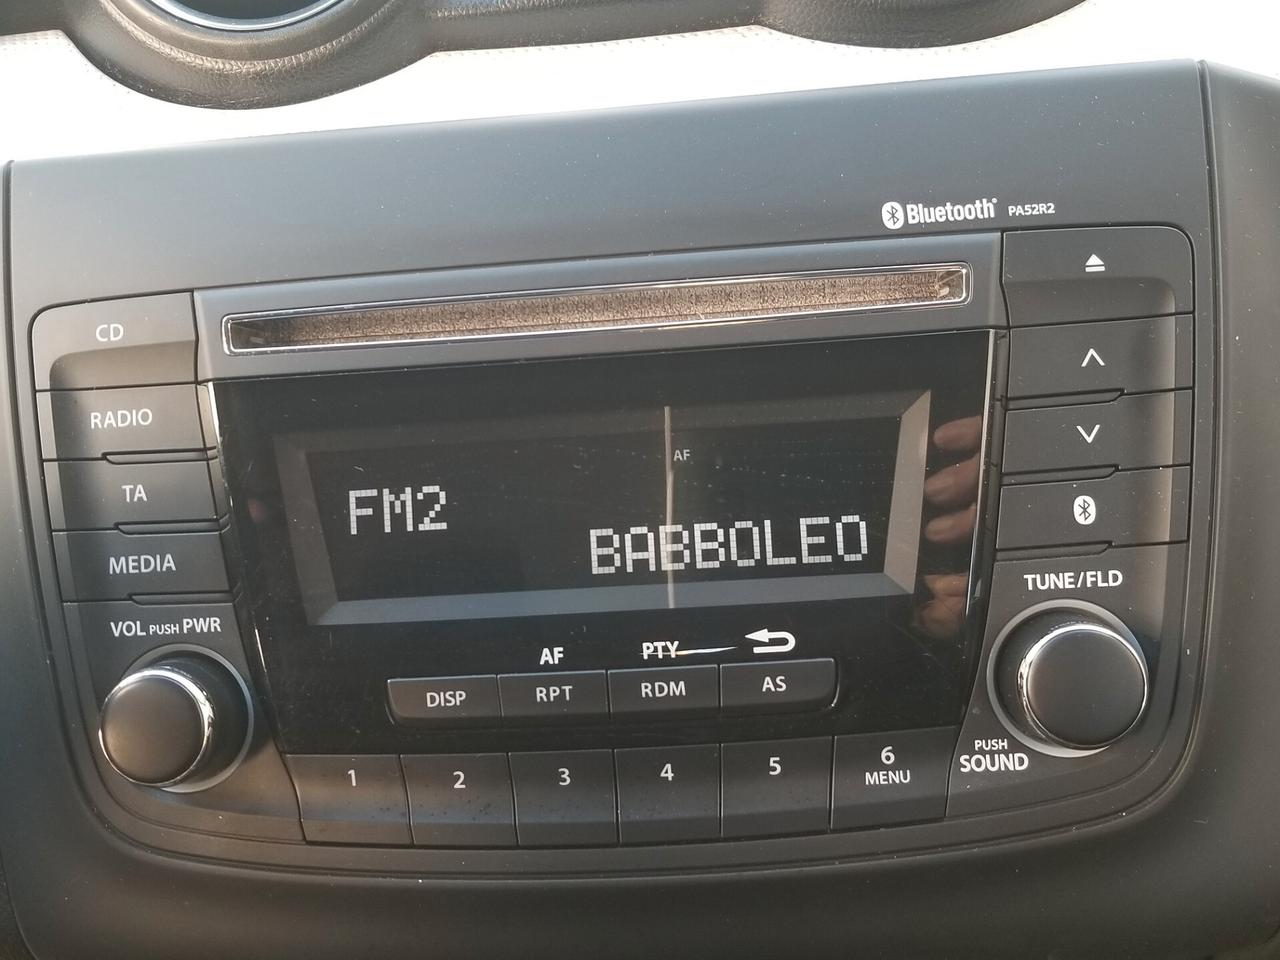 Bluetooth® PA52R2
CD
RADIO
TA
MEDIA
VOL PUSH PWR
AF
FM2
BABBOLEO
AF PTY
DISP RPT RDM AS
1 2 3 4 5 6
MENU
TUNE/FLD
PUSH
SOUND